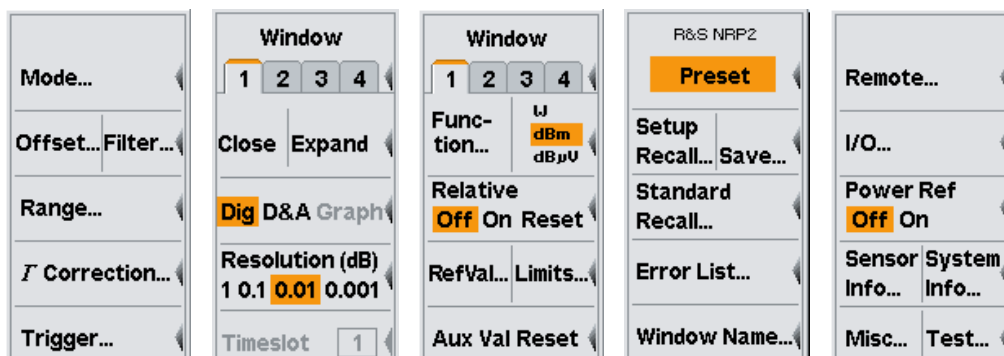 Mode...
Offset... Filter...
Range...
Γ Correction...
Trigger...
Window
1 2 3 4
Close Expand
Dig D&A Graph
Resolution (dB)
1 0.1 0.01 0.001
Timeslot 1
Window
1 2 3 4
Func-
tion...
W
dBm
dBµV
Relative
Off On Reset
RefVal... Limits...
Aux Val Reset
R&S NRP2
Preset
Setup
Recall... Save...
Standard
Recall...
Error List...
Window Name...
Remote...
I/O...
Power Ref
Off On
Sensor System
Info... Info...
Misc... Test...